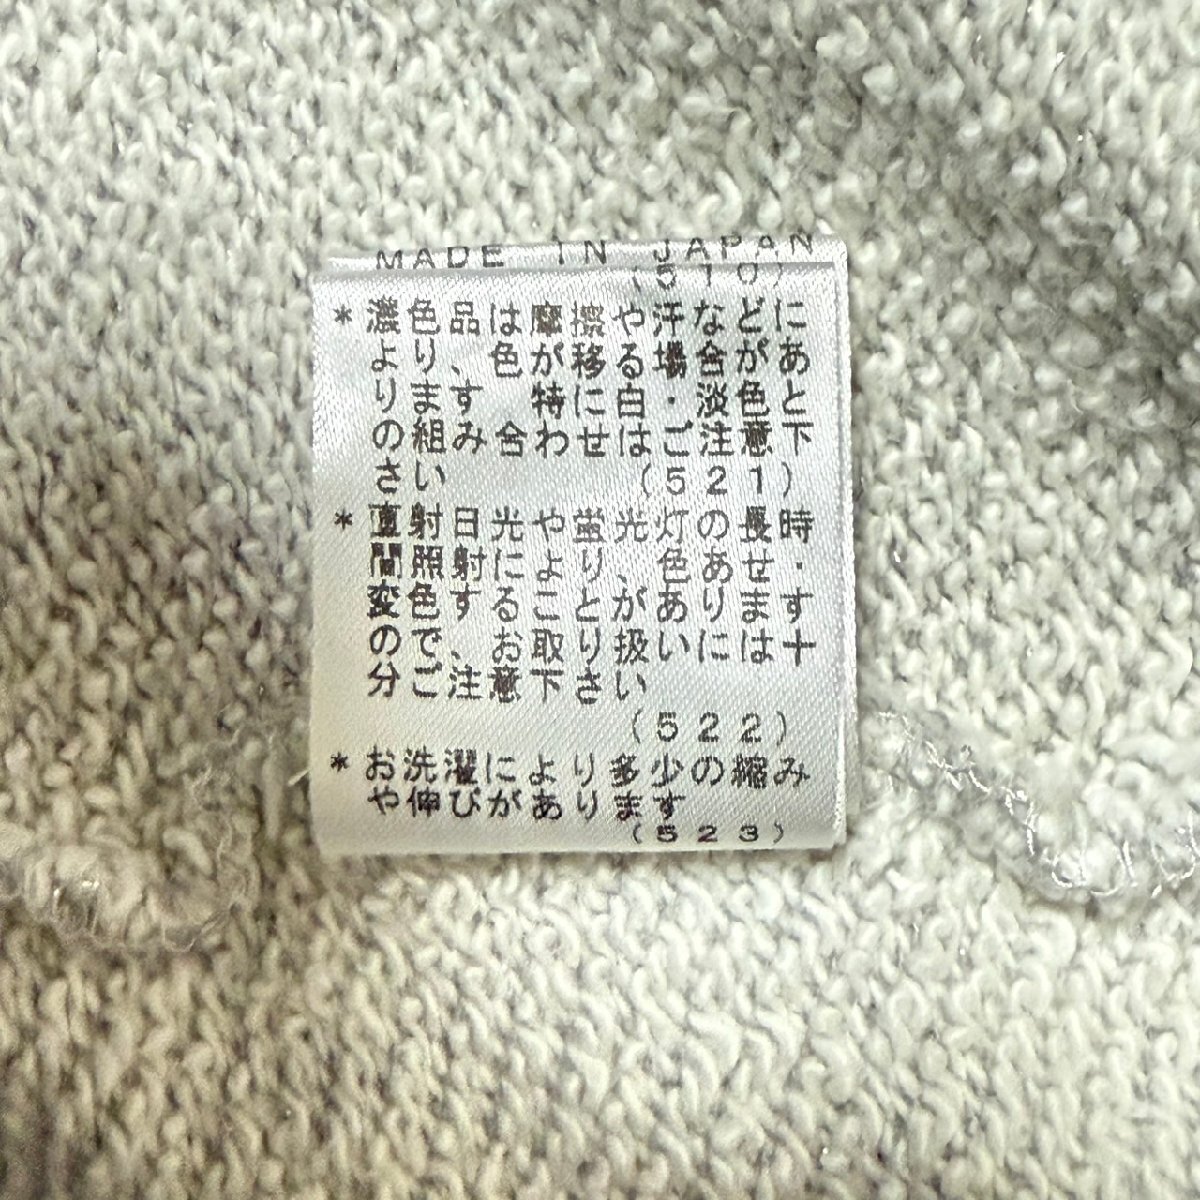 MADE IN JAPAN
(510)
*濃色品は摩擦や汗などに
より、色が移る場合があ
ります 特に白・淡色と
の組み合わせはご注意下
さい (521)
*直射日光や蛍光灯の長時
間照射により、色あせ・
変色することがあります
ので、お取り扱いには十
分ご注意下さい
(522)
*お洗濯により多少の縮み
や伸びがあります
(523)